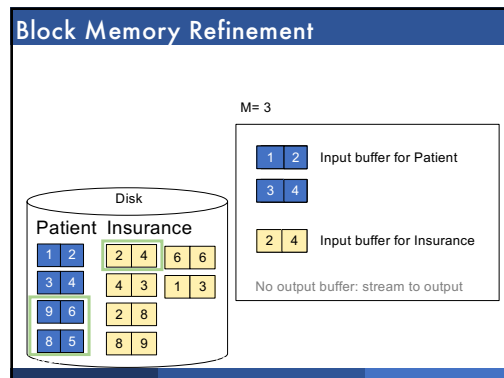 Block Memory Refinement
M= 3
1 2 Input buffer for Patient
3 4
2 4 Input buffer for Insurance
No output buffer: stream to output
Disk
Patient Insurance
1 2 2 4 6 6
3 4 4 3 1 3
9 6 2 8
8 5 8 9